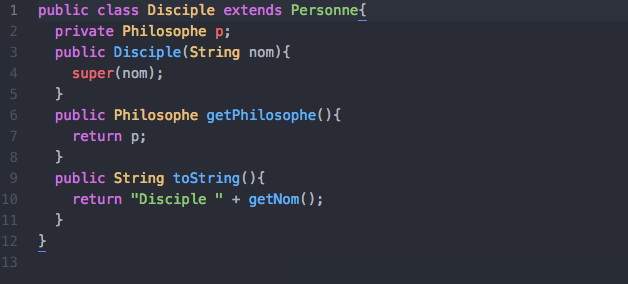 1 public class Disciple extends Personne{
2   private Philosophe p;
3   public Disciple(String nom){
4     super(nom);
5   }
6   public Philosophe getPhilosophe(){
7     return p;
8   }
9   public String toString(){
10     return "Disciple " + getNom();
11   }
12 }
13